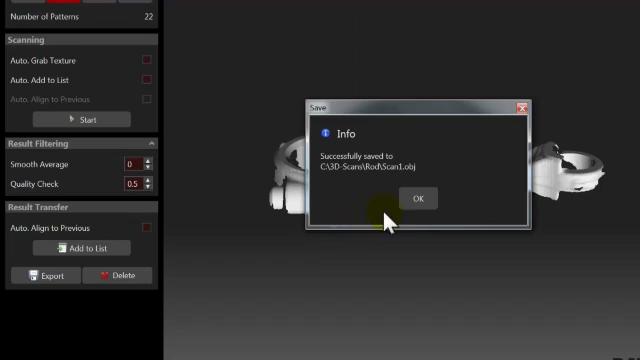 Number of Patterns 22
Scanning
Auto. Grab Texture
Auto. Add to List
Auto. Align to Previous
Start
Result Filtering
Smooth Average 0
Quality Check 0.5
Result Transfer
Auto. Align to Previous
Add to List
Export Delete
Save
Info
Successfully saved to
C:\3D-Scans\Rod\Scan1.obj
OK